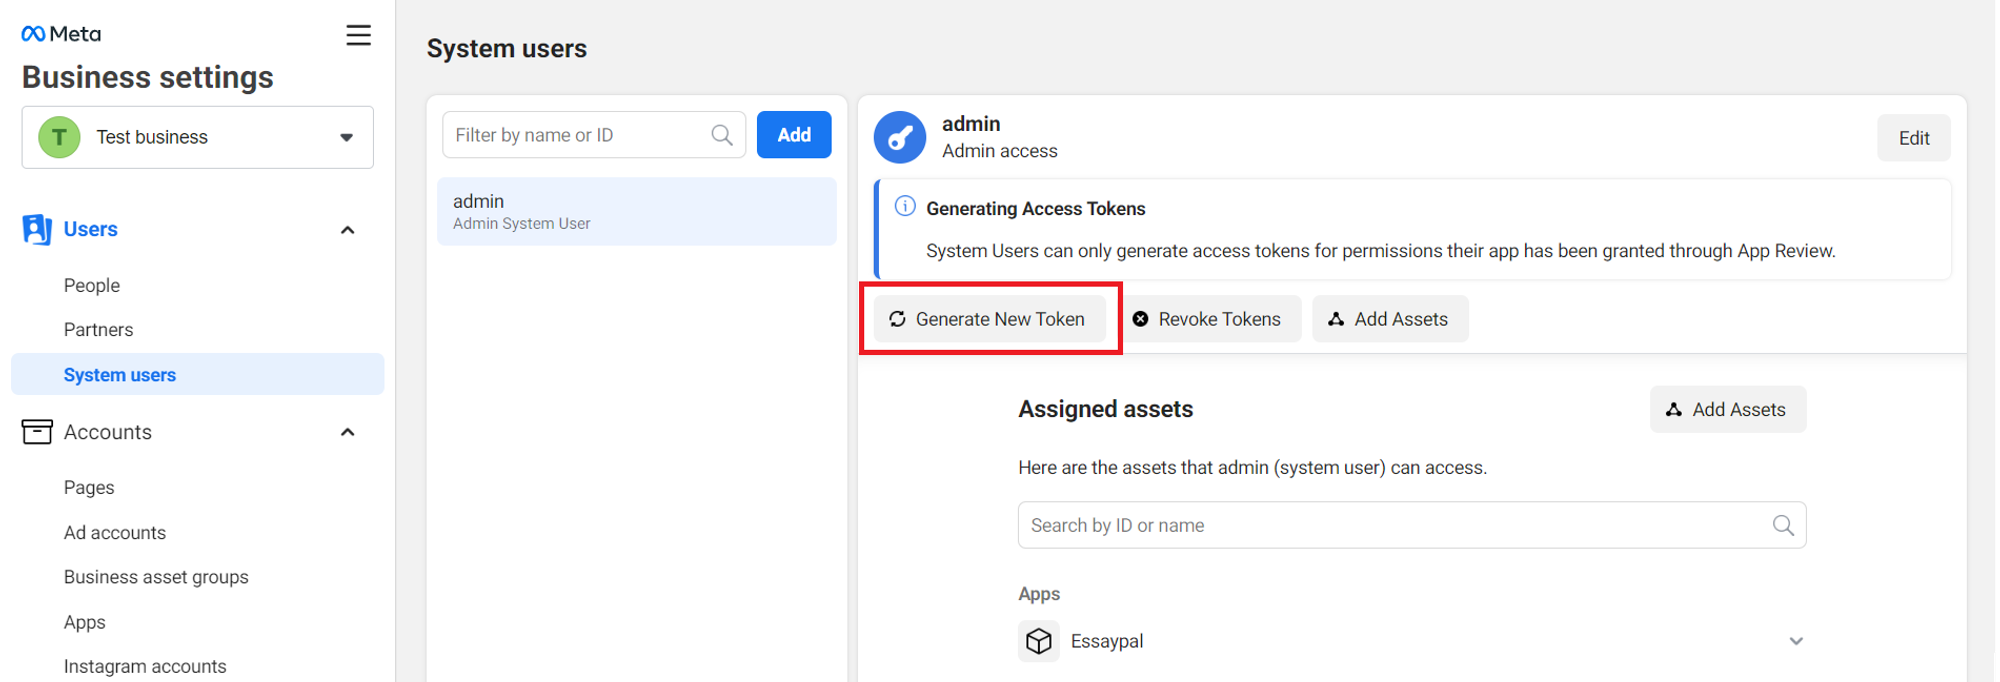 Meta
Business settings
T Test business
Users
People
Partners
System users
Accounts
Pages
Ad accounts
Business asset groups
Apps
Instagram accounts
System users
Filter by name or ID
Add
admin
Admin System User
admin
Admin access
Edit
Generating Access Tokens
System Users can only generate access tokens for permissions their app has been granted through App Review.
Generate New Token
Revoke Tokens
Add Assets
Assigned assets
Add Assets
Here are the assets that admin (system user) can access.
Search by ID or name
Apps
Essaypal